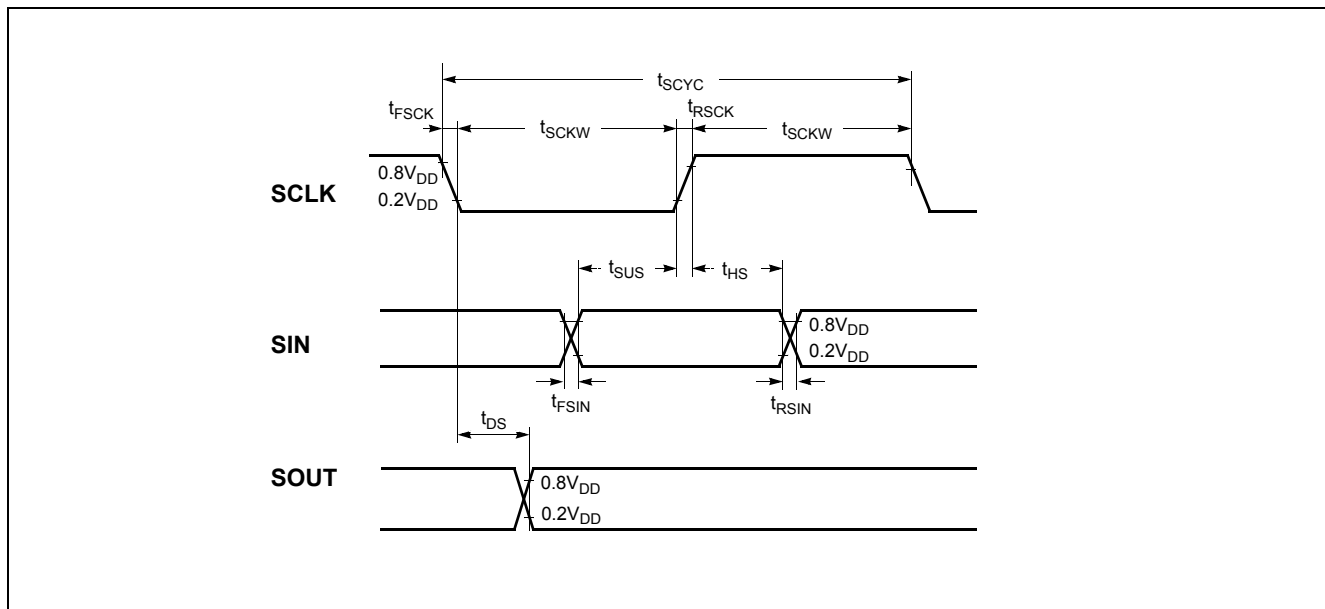 tSCYC
tFSCK
tRSCK
tSCKW
tSCKW
SCLK
0.8VDD
0.2VDD
tSUS
tHS
SIN
0.8VDD
0.2VDD
tFSIN
tRSIN
tDS
SOUT
0.8VDD
0.2VDD